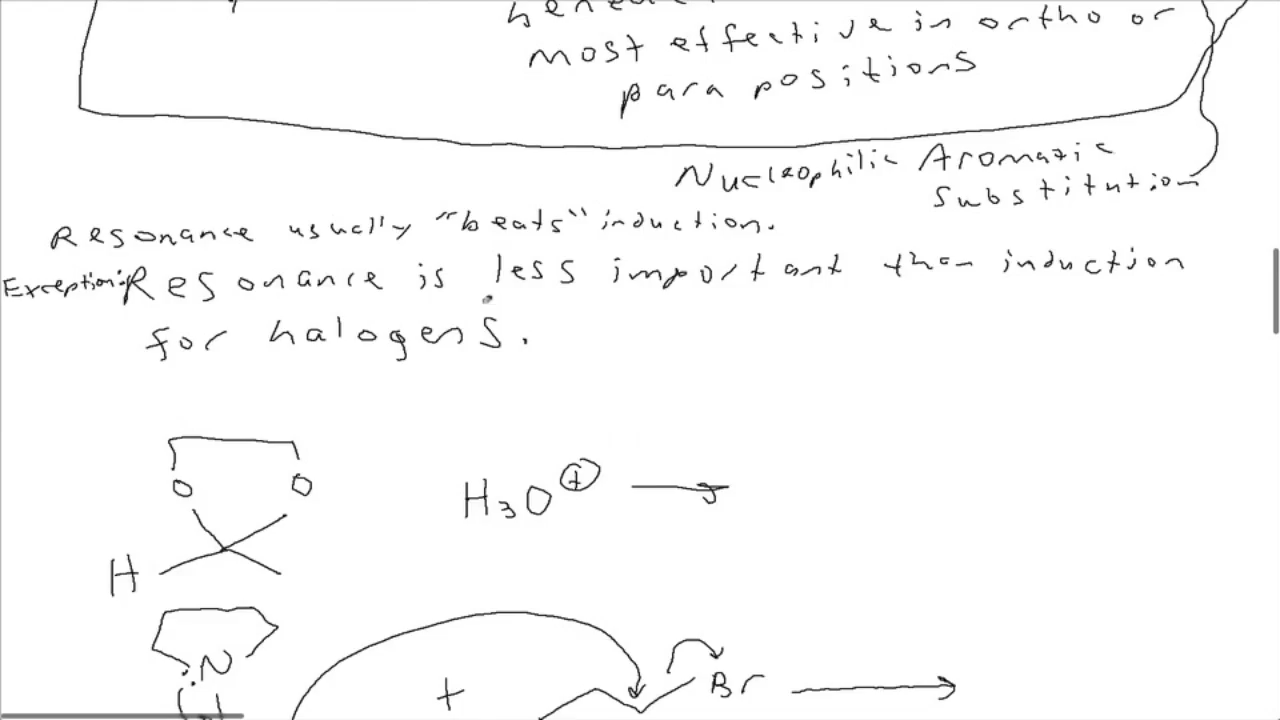 most effective in ortho or
para positions
Nucleophilic Aromatic
Substitution
Resonance usually "beats" induction.
Exception: Resonance is less important than induction
for halogens.
O O
H3O+
H
N
+
Br